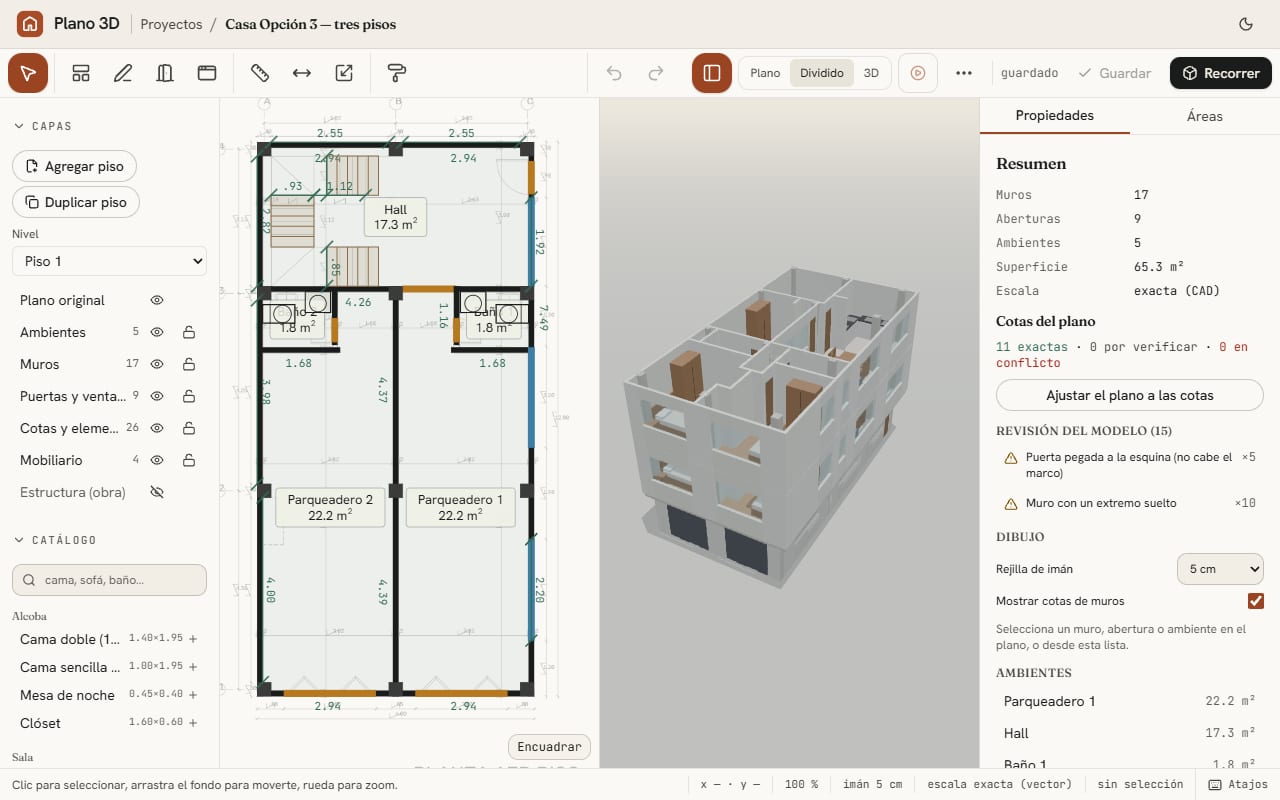 Plano 3D Proyectos / Casa Opción 3 — tres pisos
Plano Dividido 3D guardado Guardar Recorrer
CAPAS
Agregar piso
Duplicar piso
Nivel
Piso 1
Plano original
Ambientes 5
Muros 17
Puertas y venta... 9
Cotas y eleme... 26
Mobiliario 4
Estructura (obra)
CATÁLOGO
cama, sofá, baño...
Alcoba
Cama doble (1... 1.40×1.95 +
Cama sencilla ... 1.00×1.95 +
Mesa de noche 0.45×0.40 +
Clóset 1.60×0.60 +
Sala
A B C
2.55 2.55
2.94 2.94
.93 1.12
Hall
17.3 m²
2.82
1.92
.85
4.26
1.16
7.49
1.8 m²
1.8 m²
1.68 1.68
3.98
4.37
Parqueadero 2
22.2 m²
Parqueadero 1
22.2 m²
4.00
4.39
2.20
2.94 2.94
Encuadrar
Propiedades Áreas
Resumen
Muros 17
Aberturas 9
Ambientes 5
Superficie 65.3 m²
Escala exacta (CAD)
Cotas del plano
11 exactas · 0 por verificar · 0 en
conflicto
Ajustar el plano a las cotas
REVISIÓN DEL MODELO (15)
Puerta pegada a la esquina (no cabe el ×5
marco)
Muro con un extremo suelto ×10
DIBUJO
Rejilla de imán 5 cm
Mostrar cotas de muros
Selecciona un muro, abertura o ambiente en el
plano, o desde esta lista.
AMBIENTES
Parqueadero 1 22.2 m²
Hall 17.3 m²
Baño 1 1.8 m²
Clic para seleccionar, arrastra el fondo para moverte, rueda para zoom.
x — · y — 100 % imán 5 cm escala exacta (vector) sin selección Atajos